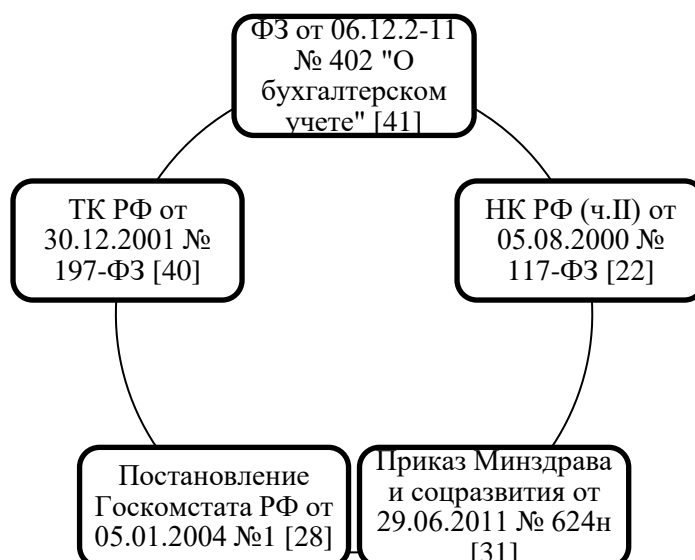 ФЗ от 06.12.2-11
№ 402 "О
бухгалтерском
учете" [41]
ТК РФ от
30.12.2001 №
197-ФЗ [40]
НК РФ (ч.II) от
05.08.2000 №
117-ФЗ [22]
Постановление
Госкомстата РФ от
05.01.2004 №1 [28]
Приказ Минздрава
и соцразвития от
29.06.2011 № 624н
[31]